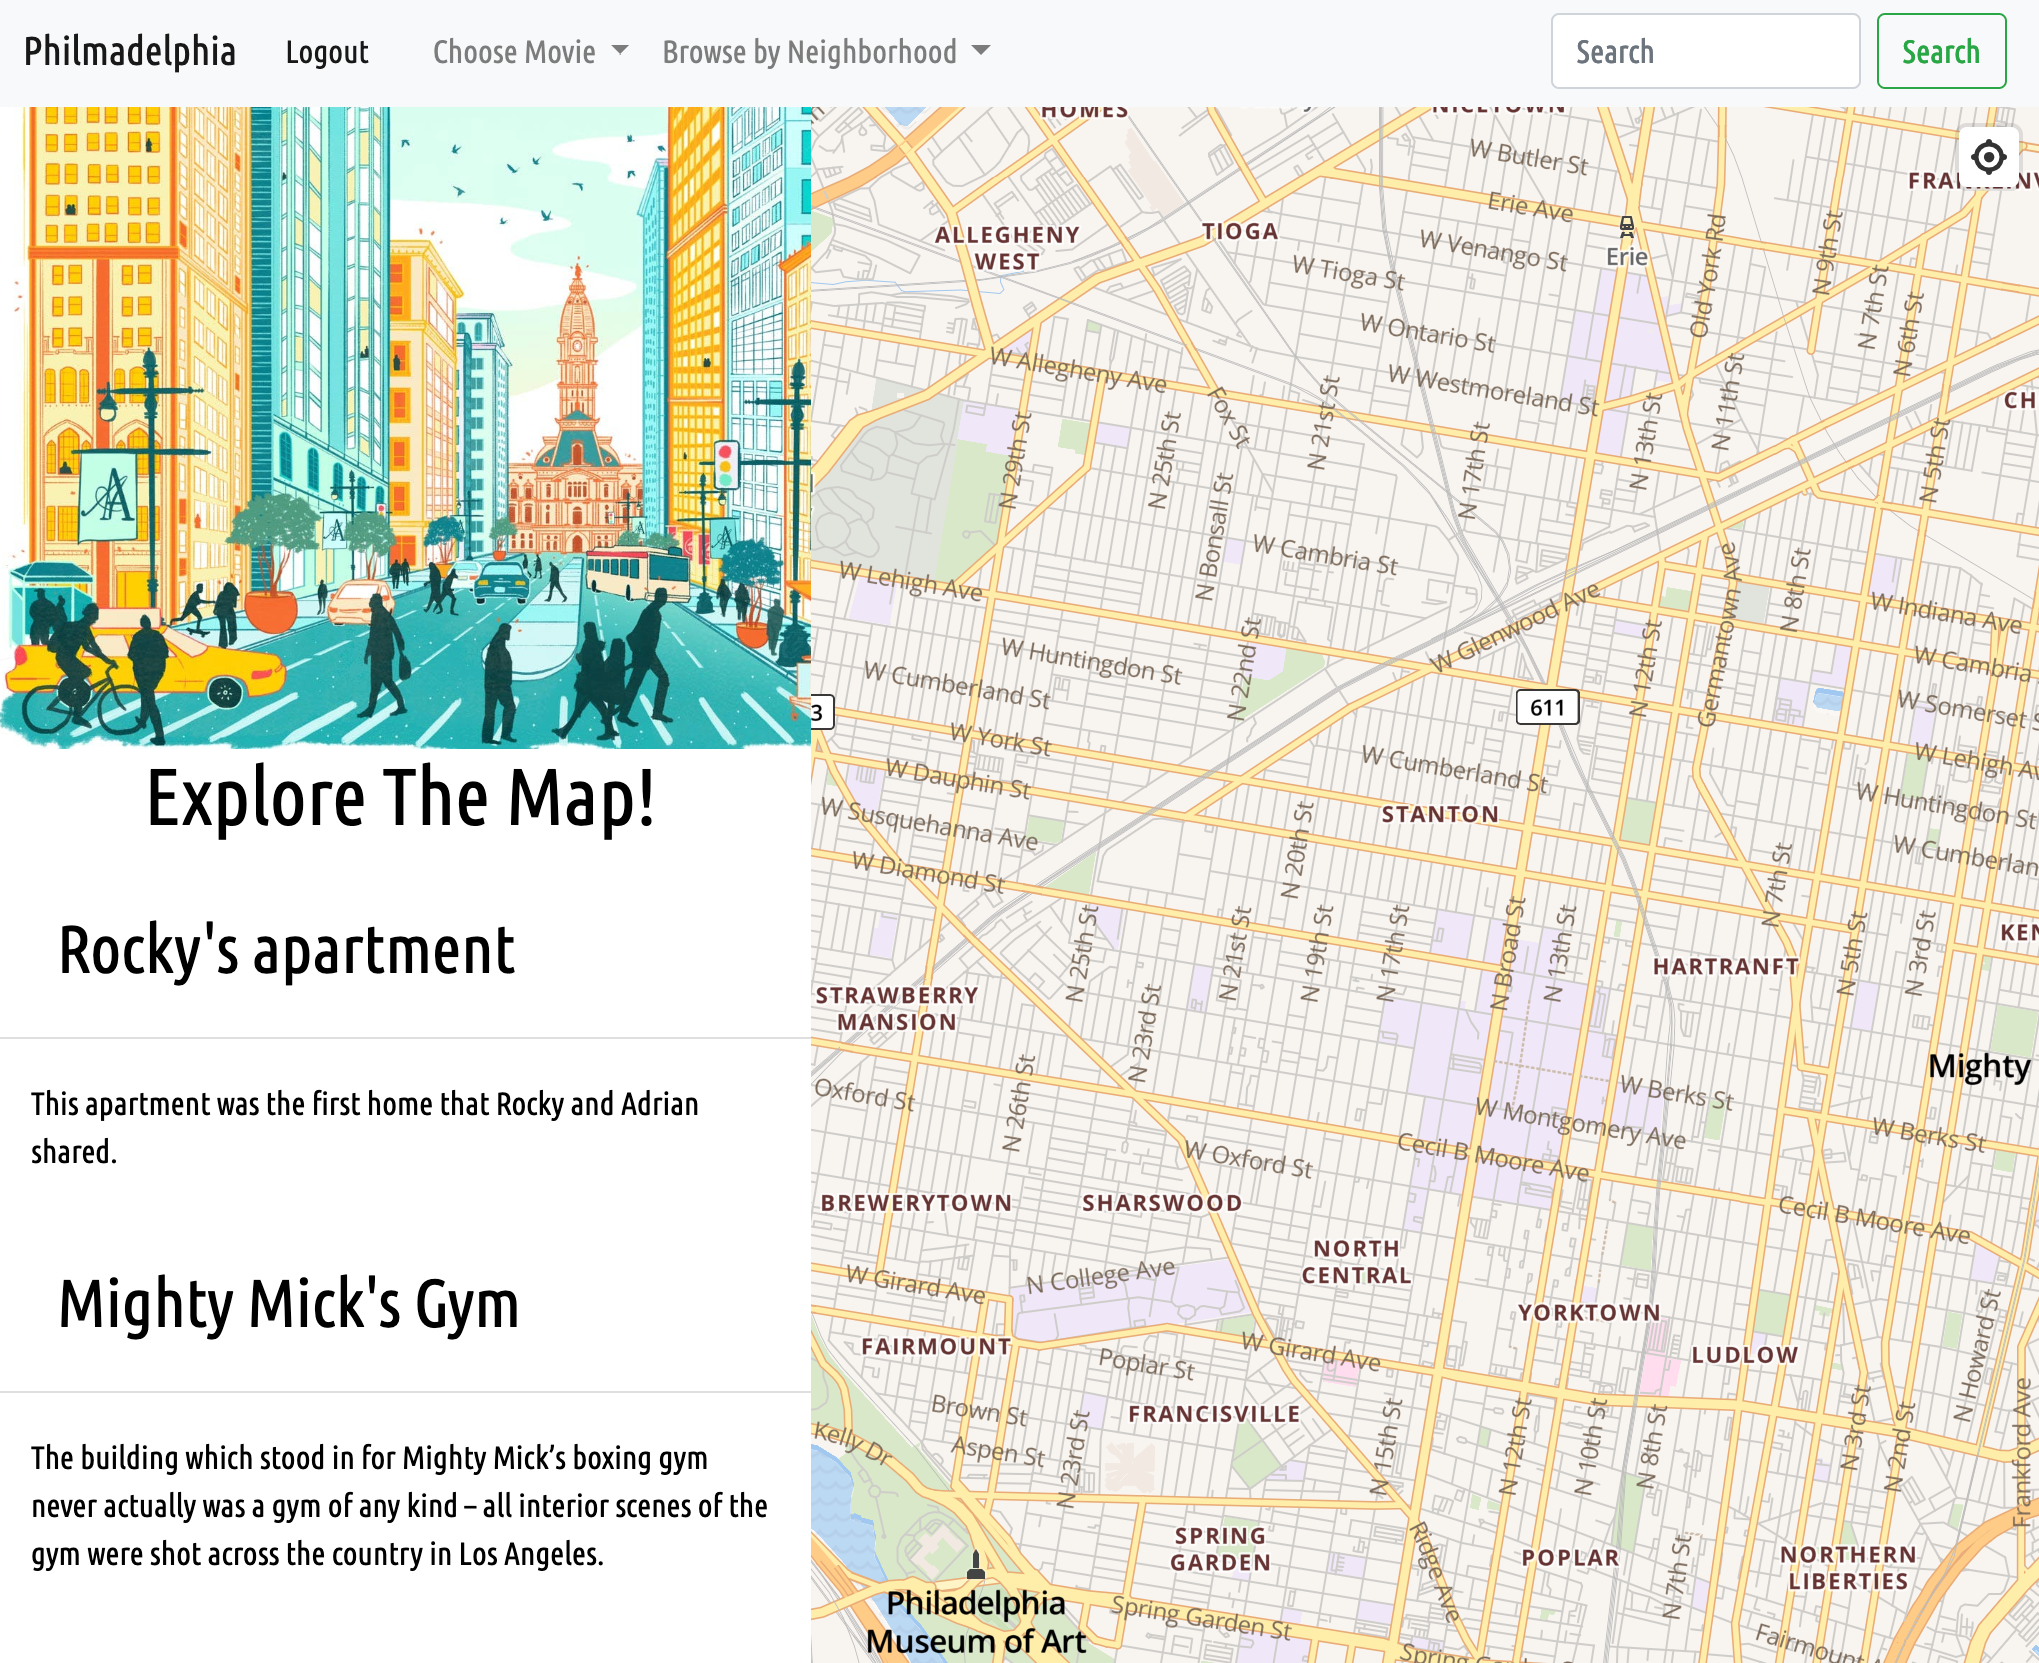 Philmadelphia
Logout
Choose Movie
Browse by Neighborhood
Search
Search
A
A
A
Explore The Map!
Rocky's apartment
This apartment was the first home that Rocky and Adrian
shared.
Mighty Mick's Gym
The building which stood in for Mighty Mick’s boxing gym
never actually was a gym of any kind – all interior scenes of the
gym were shot across the country in Los Angeles.
HOMES
NICETOWN
W Butler St
Erie Ave
ALLEGHENY
WEST
TIOGA
W Venango St
Erie
W Tioga St
Old York Rd
N 9th St
N 7th St
N 6th St
W Ontario St
W Allegheny Ave
W Westmoreland St
Fox St
N 21st St
N 11th St
N 13th St
CH
N 29th St
N 25th St
N 17th St
N 5th St
N Bonsall St
W Cambria St
W Lehigh Ave
W Glenwood Ave
Germantown Ave
N 8th St
W Indiana Ave
W Huntingdon St
W Cumberland St
N 22nd St
N 12th St
W Cambria
W Somerset S
3
611
W York St
W Dauphin St
W Cumberland St
W Lehigh Av
W Susquehanna Ave
STANTON
W Huntingdon St
W Diamond St
N 20th St
W Cumberlan
N 7th St
N 25th St
N 21st St
N 19th St
N 17th St
N Broad St
N 13th St
N 5th St
N 3rd St
KEN
HARTRANFT
STRAWBERRY
MANSION
N 23rd St
Mighty
Oxford St
N 26th St
W Berks St
W Montgomery Ave
W Berks St
Cecil B Moore Ave
W Oxford St
BREWERYTOWN
SHARSWOOD
Cecil B Moore Ave
NORTH
CENTRAL
W Girard Ave
N College Ave
YORKTOWN
FAIRMOUNT
W Girard Ave
LUDLOW
N Howard St
Poplar St
Brown St
FRANCISVILLE
Aspen St
Kelly Dr
N 23rd St
N 15th St
N 12th St
N 10th St
N 8th St
N 3rd St
N 2nd St
Frankford Ave
SPRING
GARDEN
Ridge Ave
POPLAR
NORTHERN
LIBERTIES
N 7th St
Philadelphia
Museum of Art
Spring Garden St
Fairmount